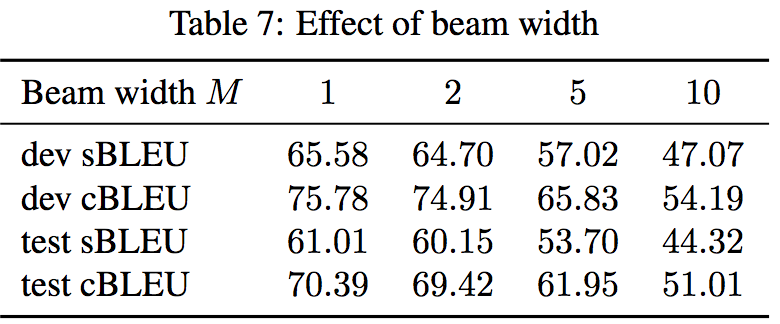 Table 7: Effect of beam width
Beam width M 1 2 5 10
dev sBLEU 65.58 64.70 57.02 47.07
dev cBLEU 75.78 74.91 65.83 54.19
test sBLEU 61.01 60.15 53.70 44.32
test cBLEU 70.39 69.42 61.95 51.01